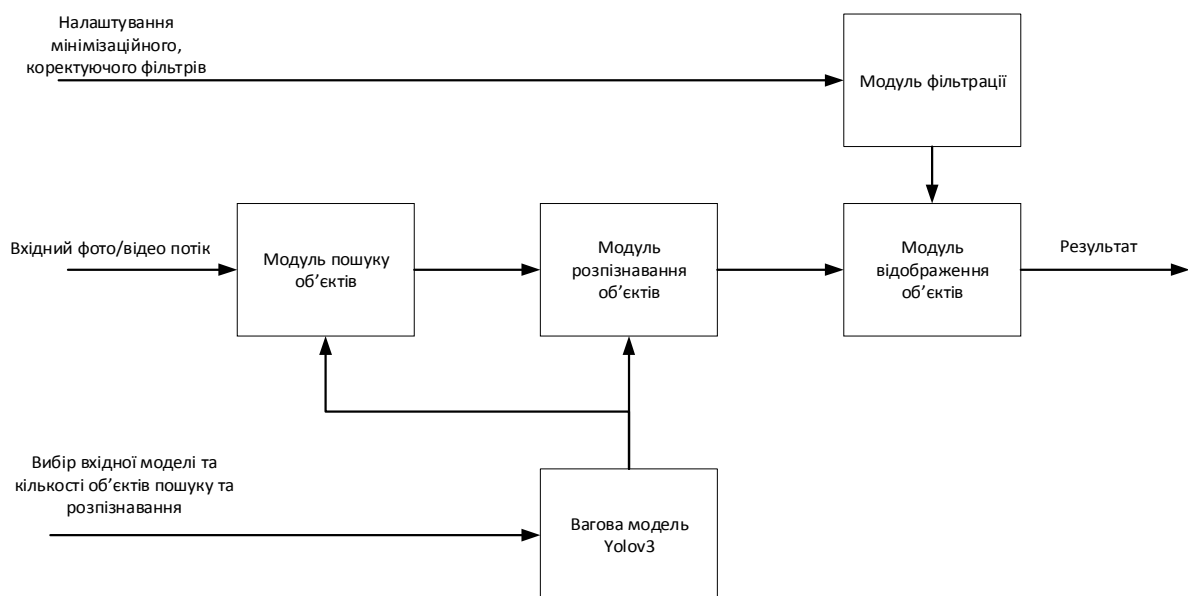 Налаштування
мінімізаційного,
коректуючого фільтрів
Модуль фільтрації
Вхідний фото/відео потік
Модуль пошуку
об’єктів
Модуль
розпізнавання
об’єктів
Модуль
відображення
об’єктів
Результат
Вибір вхідної моделі та
кількості об’єктів пошуку та
розпізнавання
Вагова модель
Yolov3